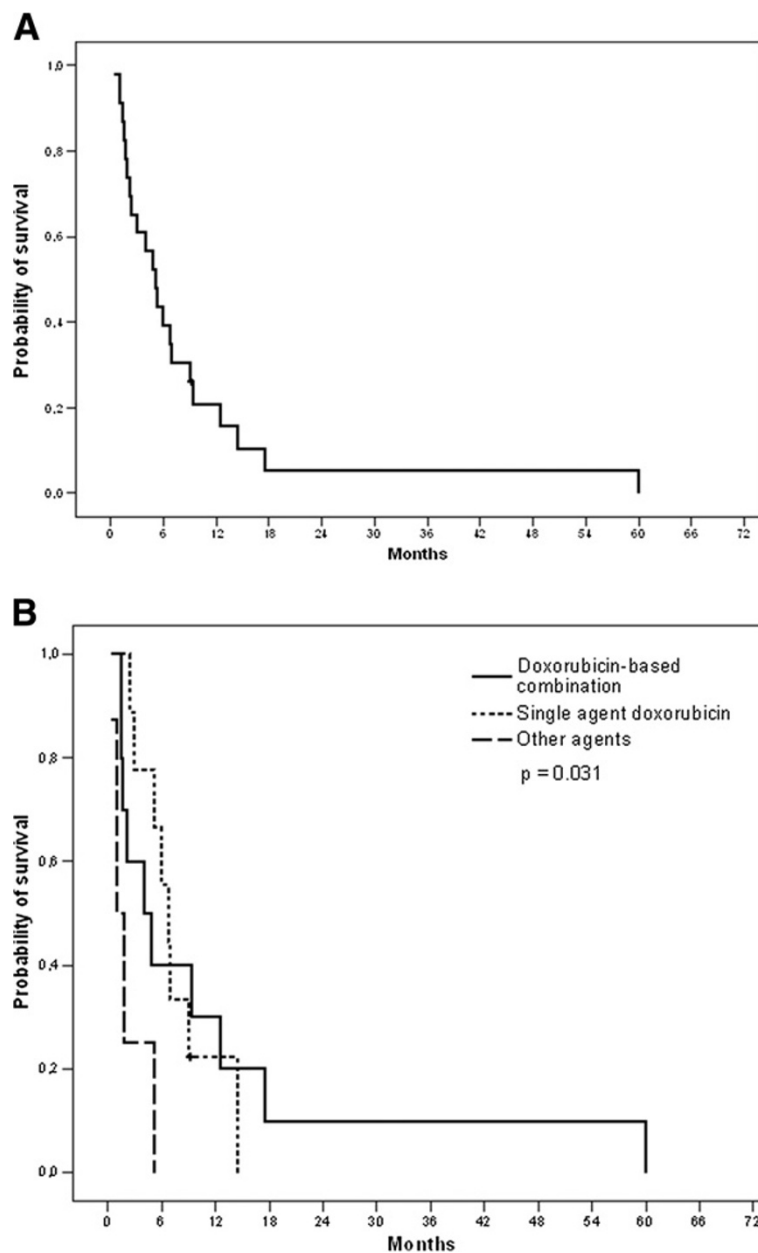 A
1,0
0,8
0,6
0,4
0,2
0,0
Probability of survival
0 6 12 18 24 30 36 42 48 54 60 66 72
Months
B
Doxorubicin-based
combination
Single agent doxorubicin
Other agents
p = 0.031
1,0
0,8
0,6
0,4
0,2
0,0
Probability of survival
0 6 12 18 24 30 36 42 48 54 60 66 72
Months